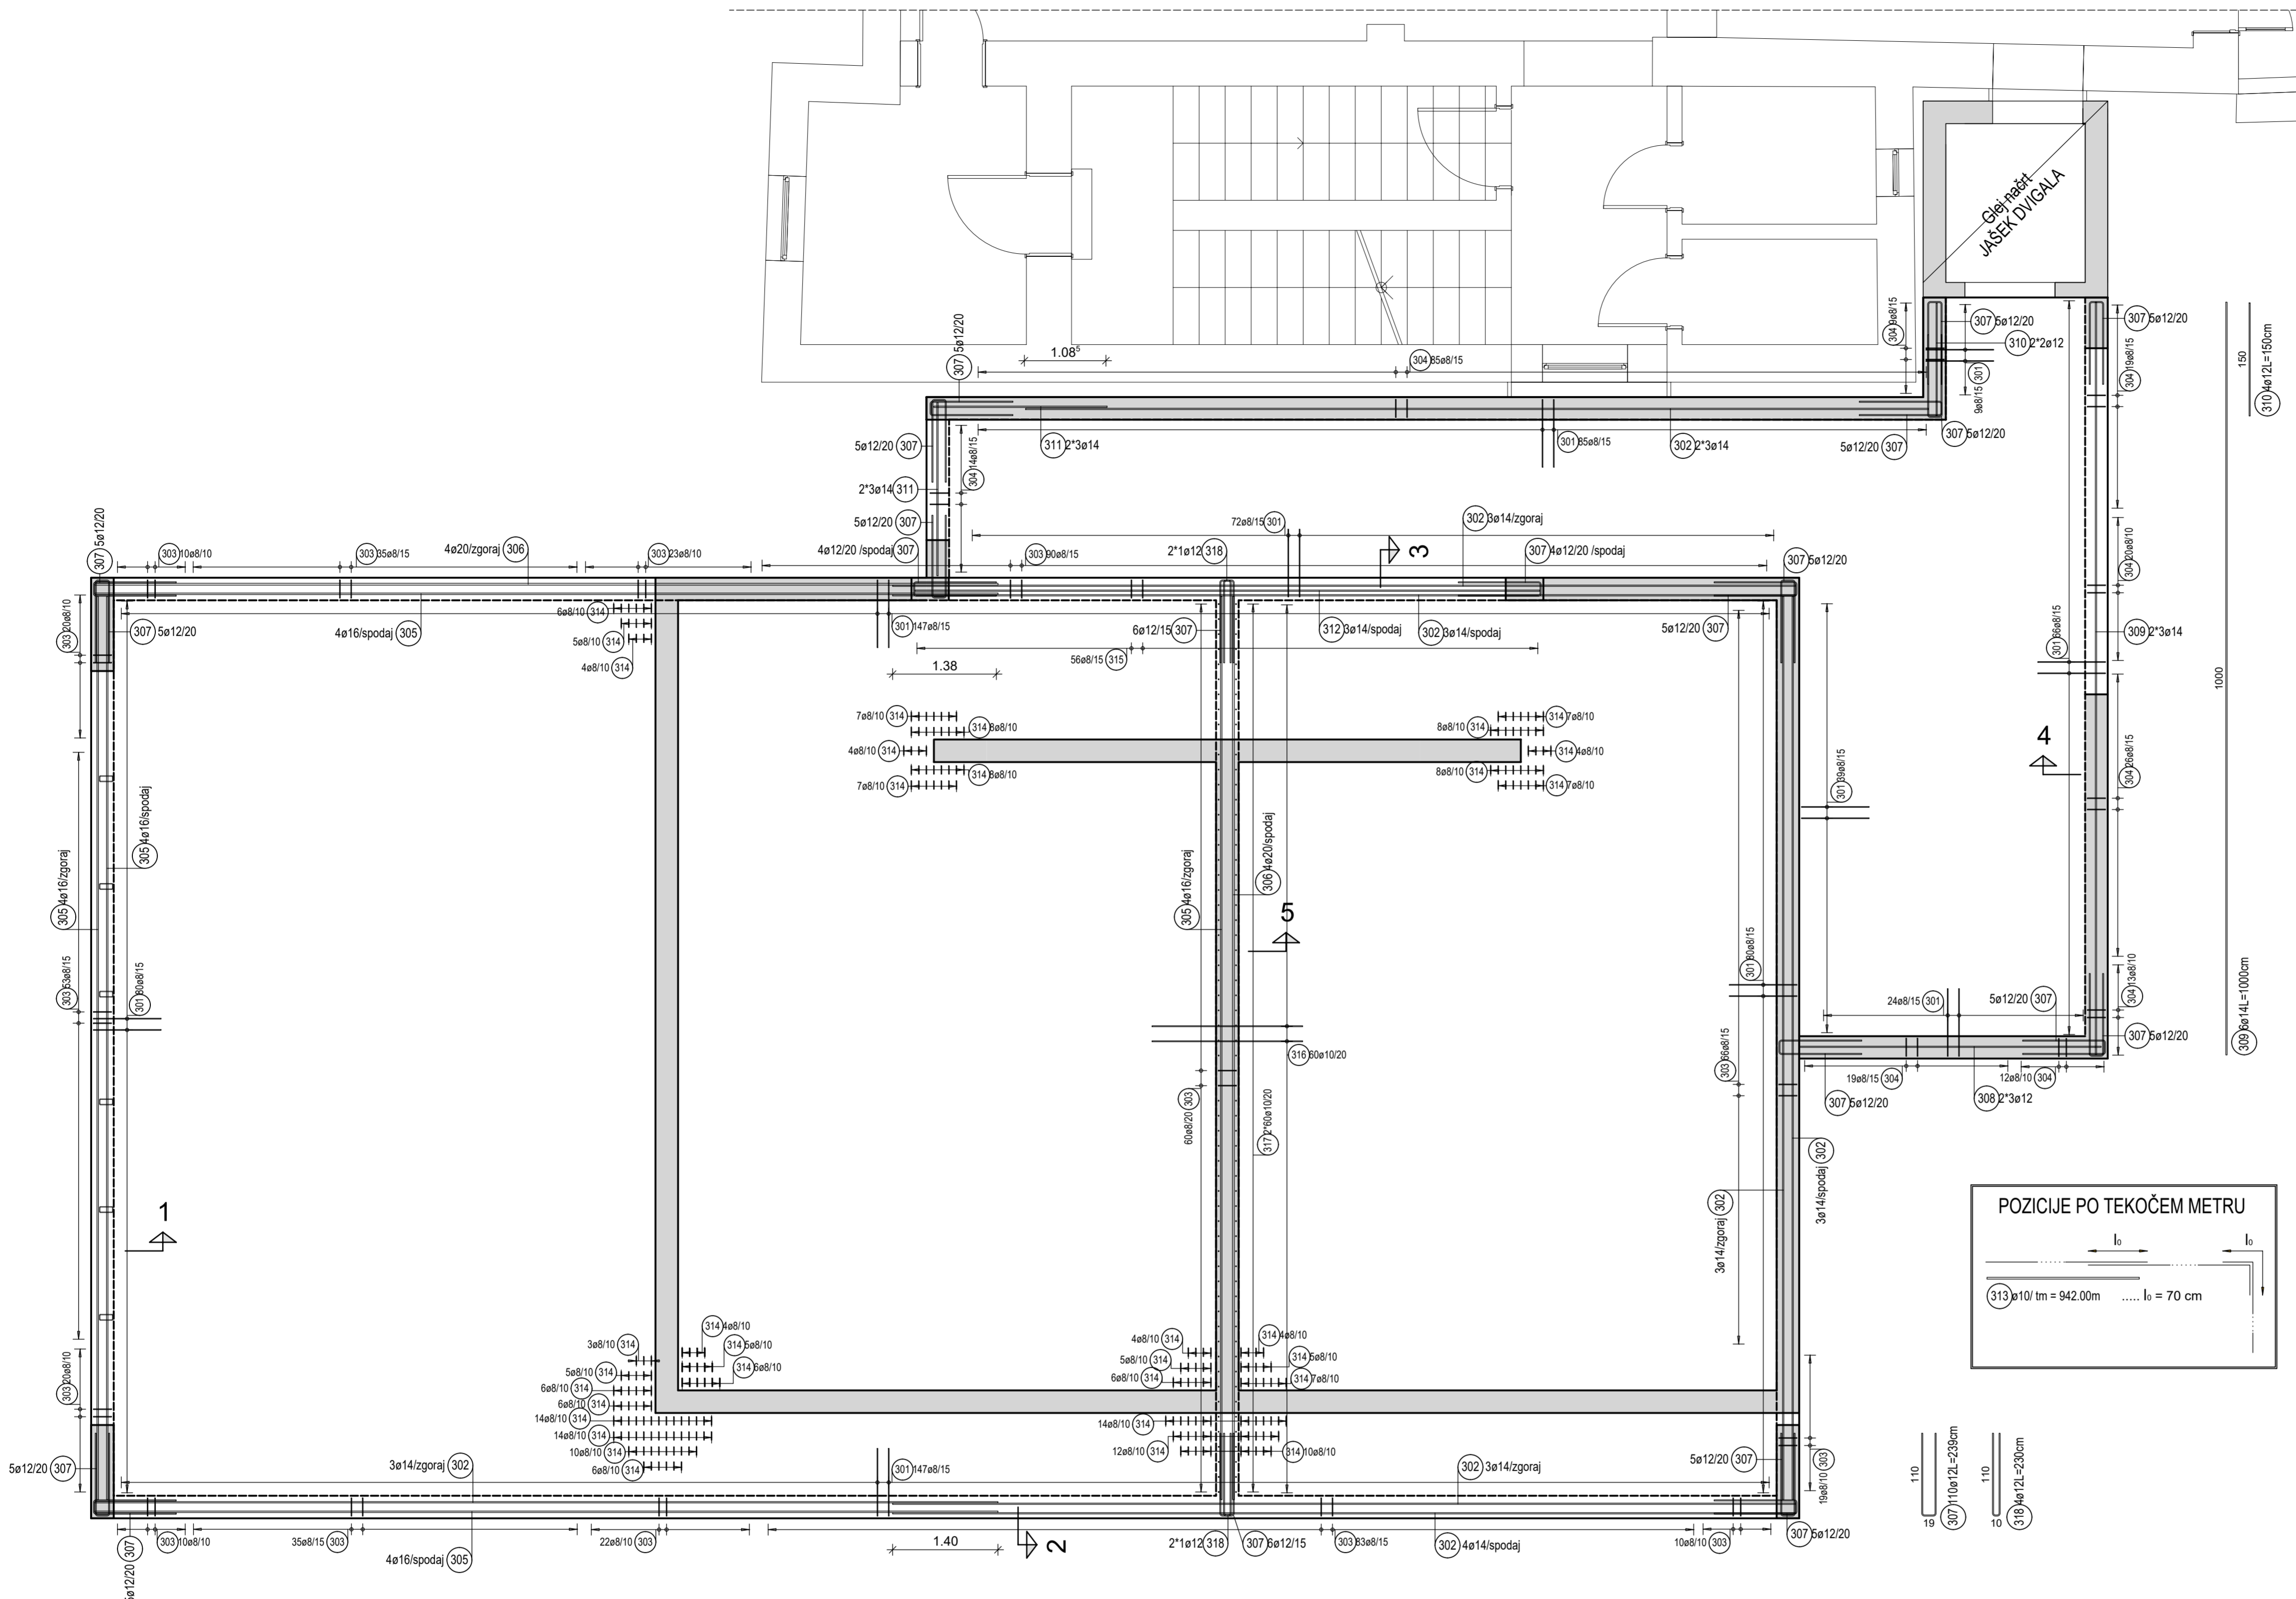 Glej načrt
JAŠEK DVIGALA
307 5ø12/20
1.08⁵
304 85ø8/15
304 9ø8/15
307 5ø12/20
310 2*2ø12
9ø8/15 301
307 5ø12/20
304 19ø8/15
150
310 4ø12L=150cm
5ø12/20 307
304 14ø8/15
311 2*3ø14
301 85ø8/15
302 2*3ø14
5ø12/20 307
307 5ø12/20
2*3ø14 311
5ø12/20 307
72ø8/15 301
302 3ø14/zgoraj
307 5ø12/20
303 10ø8/10
303 35ø8/15
4ø20/zgoraj 306
303 23ø8/10
4ø12/20 /spodaj 307
303 90ø8/15
2*1ø12 318
3
307 4ø12/20 /spodaj
307 5ø12/20
304 20ø8/10
303 20ø8/10
307 5ø12/20
4ø16/spodaj 305
6ø8/10 314
5ø8/10 314
4ø8/10 314
301 147ø8/15
6ø12/15 307
312 3ø14/spodaj
302 3ø14/spodaj
5ø12/20 307
301 66ø8/15
309 2*3ø14
56ø8/15 315
1.38
1000
7ø8/10 314
314 8ø8/10
4ø8/10 314
314 8ø8/10
7ø8/10 314
8ø8/10 314
314 7ø8/10
314 4ø8/10
8ø8/10 314
314 7ø8/10
4
304 26ø8/15
301 39ø8/15
305 4ø16/zgoraj
305 4ø16/spodaj
305 4ø16/zgoraj
306 4ø20/spodaj
5
303 53ø8/15
301 80ø8/15
301 80ø8/15
24ø8/15 301
5ø12/20 307
304 13ø8/10
307 5ø12/20
309 6ø14L=1000cm
316 60ø10/20
303 66ø8/15
60ø8/20 303
317 2*60ø10/20
19ø8/15 304
12ø8/10 304
307 5ø12/20
308 2*3ø12
3ø14/zgoraj 302
3ø14/spodaj 302
1
POZICIJE PO TEKOČEM METRU
l₀
l₀
313 ø10/ tm = 942.00m ..... l₀ = 70 cm
303 20ø8/10
3ø8/10 314
314 4ø8/10
314 5ø8/10
5ø8/10 314
314 6ø8/10
6ø8/10 314
6ø8/10 314
14ø8/10 314
14ø8/10 314
10ø8/10 314
6ø8/10 314
4ø8/10 314
314 4ø8/10
5ø8/10 314
314 5ø8/10
6ø8/10 314
314 7ø8/10
14ø8/10 314
12ø8/10 314
314 10ø8/10
5ø12/20 307
3ø14/zgoraj 302
301 147ø8/15
302 3ø14/zgoraj
5ø12/20 307
19ø8/10 303
110
19
307 110ø12L=239cm
110
10
318 4ø12L=230cm
5ø12/20 307
303 10ø8/10
35ø8/15 303
4ø16/spodaj 305
22ø8/10 303
1.40
2
2*1ø12 318
307 6ø12/15
303 83ø8/15
302 4ø14/spodaj
10ø8/10 303
307 5ø12/20